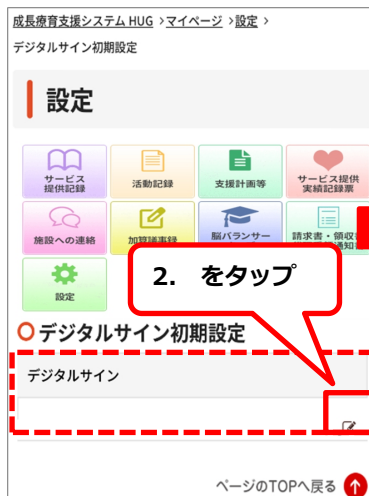 成長療育支援システム HUG >マイページ >設定 >
デジタルサイン初期設定
設定
サービス
提供記録
活動記録
支援計画等
サービス提供
実績記録票
施設への連絡
加算議事録
脳バランサー
請求書・領収
通知
設定
2. をタップ
デジタルサイン初期設定
デジタルサイン
ページのTOPへ戻る